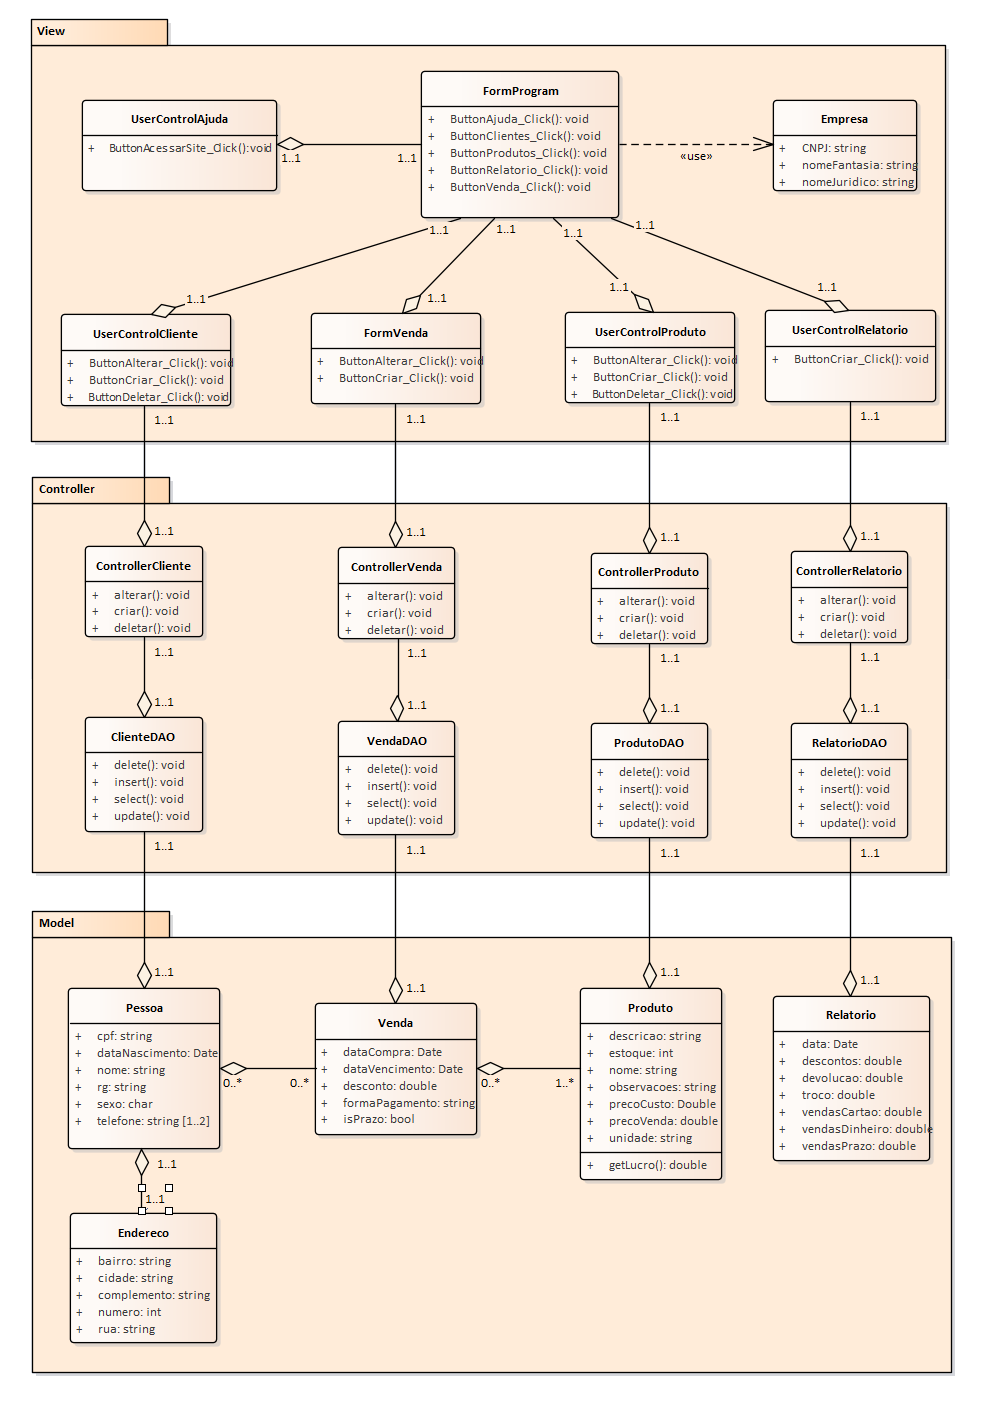 View
UserControlAjuda
+ ButtonAcessarSite_Click():void
FormProgram
+ ButtonAjuda_Click(): void
+ ButtonClientes_Click(): void
+ ButtonProdutos_Click(): void
+ ButtonRelatorio_Click(): void
+ ButtonVenda_Click(): void
Empresa
+ CNPJ: string
+ nomeFantasia: string
+ nomeJuridico: string
1..1
1..1
«use»
1..1
1..1
1..1
1..1
1..1
1..1
1..1
1..1
UserControlCliente
+ ButtonAlterar_Click(): void
+ ButtonCriar_Click(): void
+ ButtonDeletar_Click(): void
FormVenda
+ ButtonAlterar_Click(): void
+ ButtonCriar_Click(): void
UserControlProduto
+ ButtonAlterar_Click(): void
+ ButtonCriar_Click(): void
+ ButtonDeletar_Click(): void
UserControlRelatorio
+ ButtonCriar_Click(): void
1..1
1..1
1..1
1..1
Controller
1..1
1..1
1..1
1..1
ControllerCliente
+ alterar(): void
+ criar(): void
+ deletar(): void
ControllerVenda
+ alterar(): void
+ criar(): void
+ deletar(): void
ControllerProduto
+ alterar(): void
+ criar(): void
+ deletar(): void
ControllerRelatorio
+ alterar(): void
+ criar(): void
+ deletar(): void
1..1
1..1
1..1
1..1
1..1
1..1
1..1
1..1
ClienteDAO
+ delete(): void
+ insert(): void
+ select(): void
+ update(): void
VendaDAO
+ delete(): void
+ insert(): void
+ select(): void
+ update(): void
ProdutoDAO
+ delete(): void
+ insert(): void
+ select(): void
+ update(): void
RelatorioDAO
+ delete(): void
+ insert(): void
+ select(): void
+ update(): void
1..1
1..1
1..1
1..1
Model
1..1
1..1
1..1
1..1
Pessoa
+ cpf: string
+ dataNascimento: Date
+ nome: string
+ rg: string
+ sexo: char
+ telefone: string [1..2]
0..*
0..*
Venda
+ dataCompra: Date
+ dataVencimento: Date
+ desconto: double
+ formaPagamento: string
+ isPrazo: bool
0..*
1..*
Produto
+ descricao: string
+ estoque: int
+ nome: string
+ observacoes: string
+ precoCusto: Double
+ precoVenda: double
+ unidade: string
+ getLucro(): double
Relatorio
+ data: Date
+ descontos: double
+ devolucao: double
+ troco: double
+ vendasCartao: double
+ vendasDinheiro: double
+ vendasPrazo: double
1..1
1..1
Endereco
+ bairro: string
+ cidade: string
+ complemento: string
+ numero: int
+ rua: string